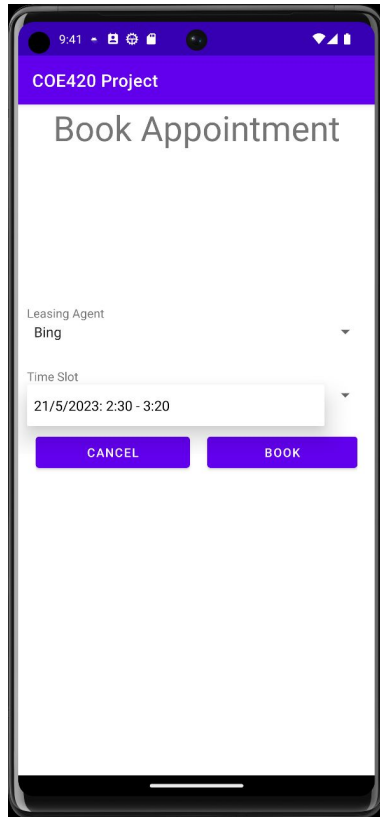 9:41
COE420 Project
Book Appointment
Leasing Agent
Bing
Time Slot
21/5/2023: 2:30 - 3:20
CANCEL BOOK